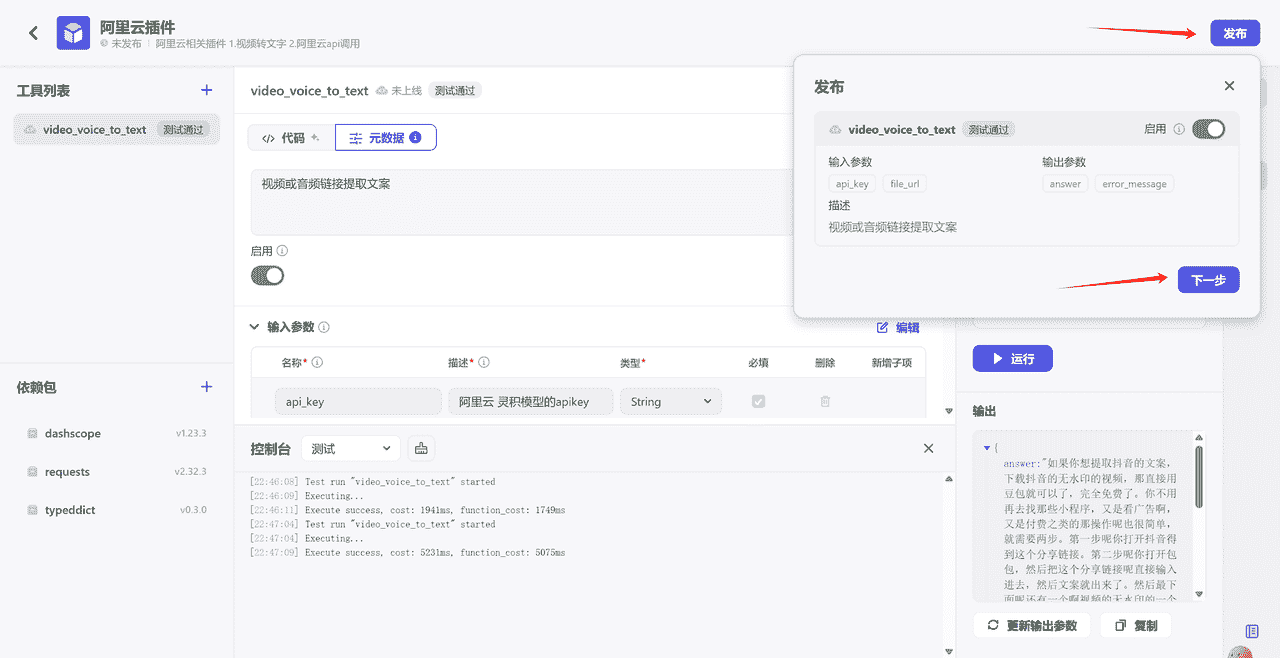 阿里云插件
未发布 阿里云相关插件 1.视频转文字 2.阿里云api调用
发布
工具列表
video_voice_to_text 测试通过
依赖包
dashscope v1.23.3
requests v2.32.3
typeddict v0.3.0
video_voice_to_text 未上线 测试通过
代码 元数据
视频或音频链接提取文案
启用
输入参数
编辑
名称* 描述* 类型* 必填 删除 新增子项
api_key 阿里云 灵积模型的apikey String
控制台 测试
[22:46:08] Test run "video_voice_to_text" started
[22:46:09] Executing...
[22:46:11] Execute success, cost: 1941ms, function_cost: 1749ms
[22:47:04] Test run "video_voice_to_text" started
[22:47:04] Executing...
[22:47:09] Execute success, cost: 5231ms, function_cost: 5075ms
发布
video_voice_to_text 测试通过 启用
输入参数 输出参数
api_key file_url answer error_message
描述
视频或音频链接提取文案
下一步
运行
输出
{
answer:"如果你想提取抖音的文案，
下载抖音的无水印的视频，那直接用
豆包就可以了，完全免费了。你不用
再去找那些小程序，又是看广告啊，
又是付费之类的那操作呢也很简单，
就需要两步。第一步呢你打开抖音得
到这个分享链接。第二步呢你打开包
包，然后把这个分享链接呢直接输入
进去，然后文案就出来了。然后最下
面呢还有一个啊视频的无水印的一个
更新输出参数 复制